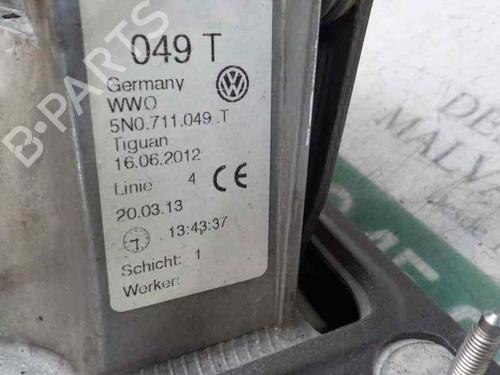 049 T
Germany
WWO
5N0.711.049 .T
Tiguan
16.06.2012
Linie 4 CE
20.03.13
13:43:37
Schicht: 1
Werker:
B-PARTS